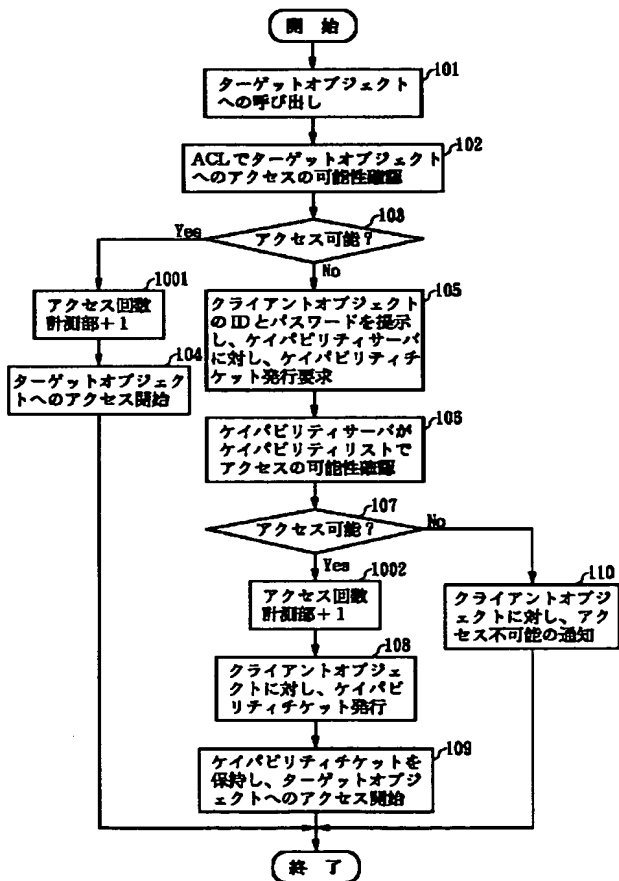 開 始
101
ターゲットオブジェクト
への呼び出し
102
ACLでターゲットオブジェクト
へのアクセスの可能性確認
103
アクセス可能?
Yes
No
1001
アクセス回数
計測部+1
104
ターゲットオブジェク
トへのアクセス開始
105
クライアントオブジェクト
のIDとパスワードを提示
し、ケイパビリティサーバ
に対し、ケイパビリティチ
ケット発行要求
106
ケイパビリティサーバが
ケイパビリティリストで
アクセスの可能性確認
107
アクセス可能?
No
Yes
1002
アクセス回数
計測部+1
110
クライアントオブジ
ェクトに対し、アク
セス不可能の通知
108
クライアントオブジェ
クトに対し、ケイパビ
リティチケット発行
109
ケイパビリティチケットを
保持し、ターゲットオブジ
ェクトへのアクセス開始
終 了